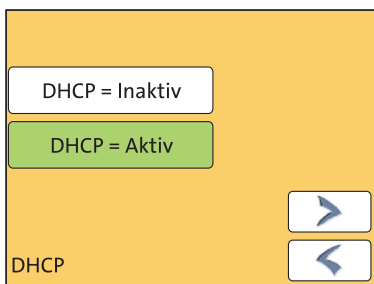 DHCP = Inaktiv
DHCP = Aktiv
DHCP